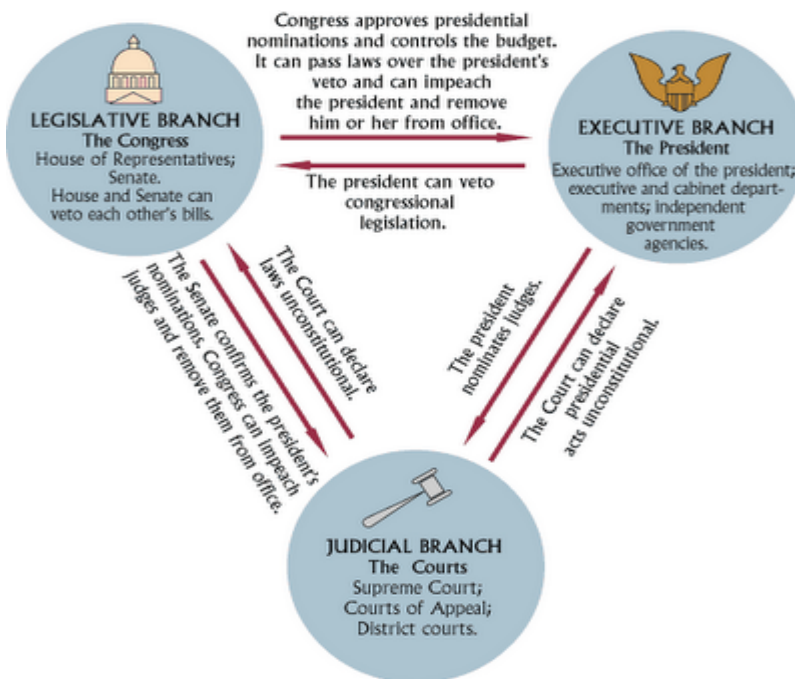 Congress approves presidential
nominations and controls the budget.
It can pass laws over the president's
veto and can impeach
the president and remove
him or her from office.
LEGISLATIVE BRANCH
The Congress
House of Representatives;
Senate.
House and Senate can
veto each other's bills.
EXECUTIVE BRANCH
The President
Executive office of the president;
executive and cabinet depart-
ments; independent
government
agencies.
The president can veto
congressional
legislation.
The Senate confirms the president's
nominations. Congress can impeach
judges and remove them from office.
The Court can declare
laws unconstitutional.
The president
nominates judges.
The Court can declare
presidential
acts unconstitutional.
JUDICIAL BRANCH
The Courts
Supreme Court;
Courts of Appeal;
District courts.